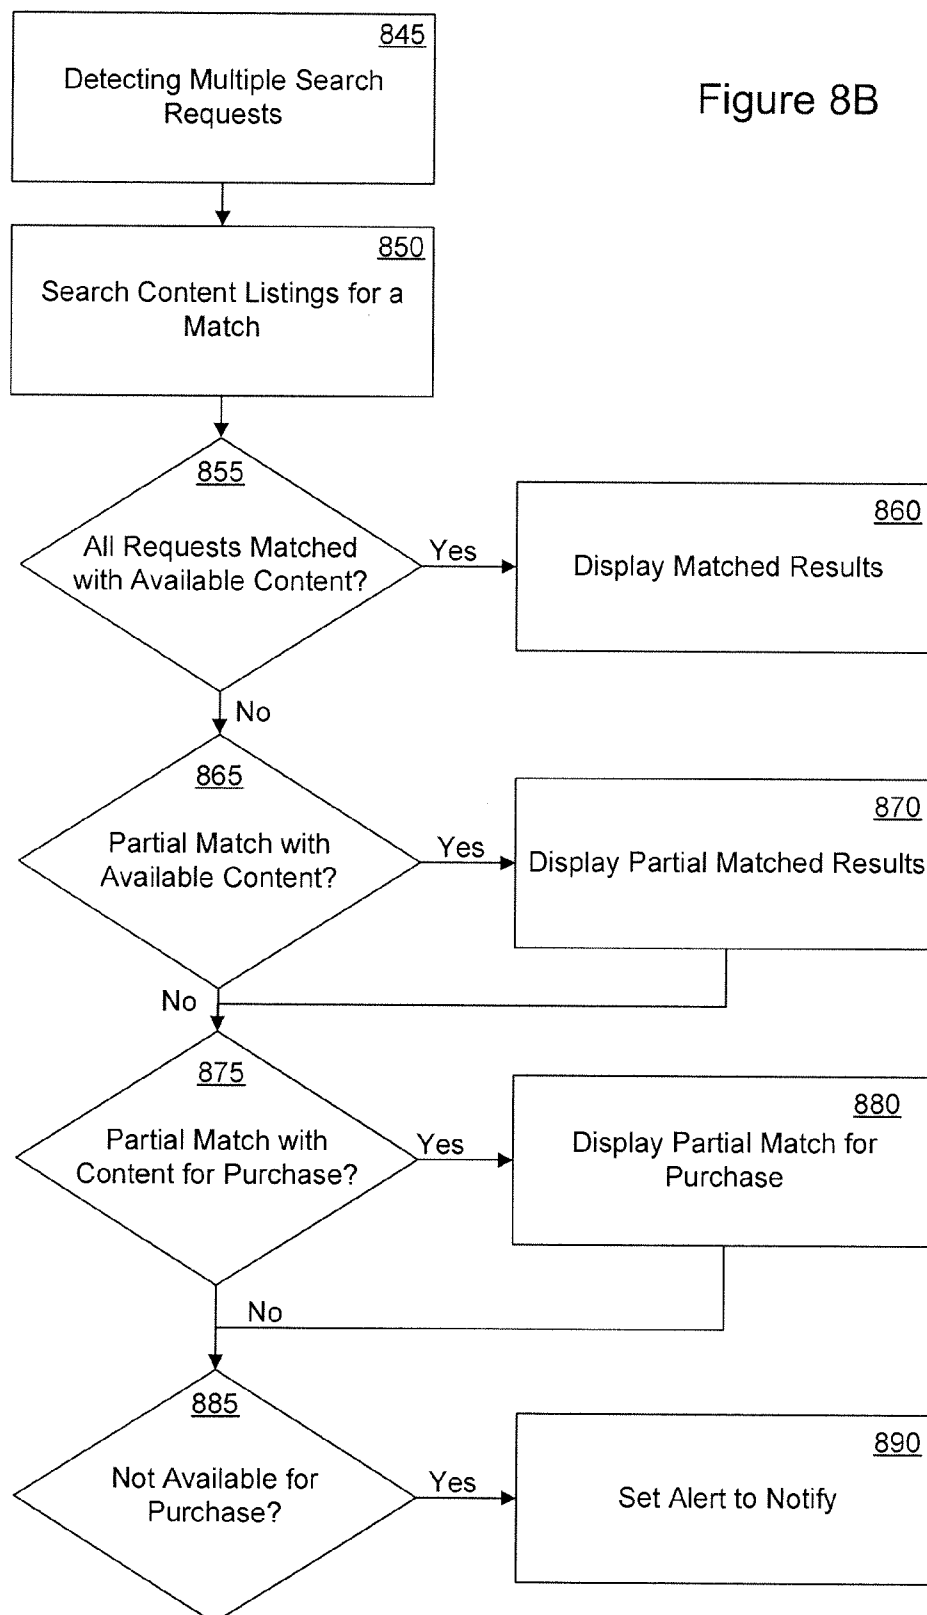 845
Detecting Multiple Search
Requests
Figure 8B
850
Search Content Listings for a
Match
855
All Requests Matched
with Available Content?
Yes
860
Display Matched Results
No
865
Partial Match with
Available Content?
Yes
870
Display Partial Matched Results
No
875
Partial Match with
Content for Purchase?
Yes
880
Display Partial Match for
Purchase
No
885
Not Available for
Purchase?
Yes
890
Set Alert to Notify